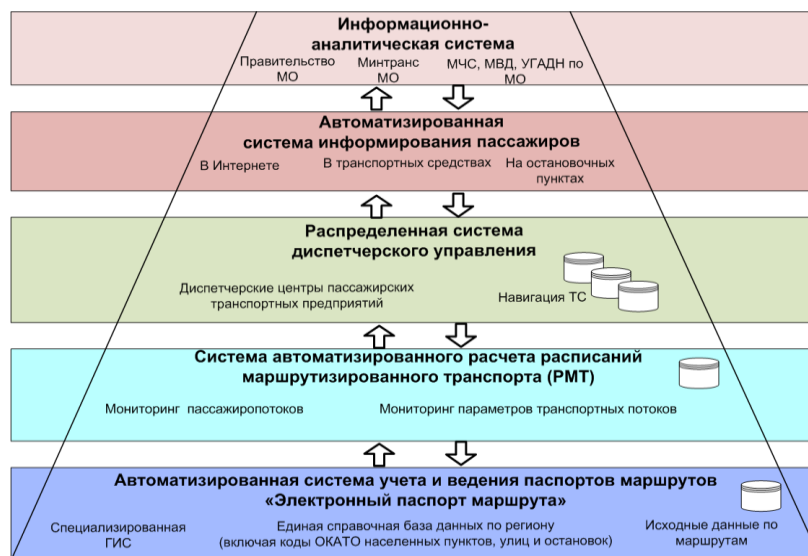 Информационно-
аналитическая система
Правительство МО
Минтранс МО
МЧС, МВД, УГАДН по МО
Автоматизированная
система информирования пассажиров
В Интернете
В транспортных средствах
На остановочных пунктах
Распределенная система
диспетчерского управления
Диспетчерские центры пассажирских
транспортных предприятий
Навигация ТС
Система автоматизированного расчета расписаний
маршрутизированного транспорта (РМТ)
Мониторинг пассажиропотоков
Мониторинг параметров транспортных потоков
Автоматизированная система учета и ведения паспортов маршрутов
«Электронный паспорт маршрута»
Специализированная
ГИС
Единая справочная база данных по региону
(включая коды ОКАТО населенных пунктов, улиц и остановок)
Исходные данные по
маршрутам